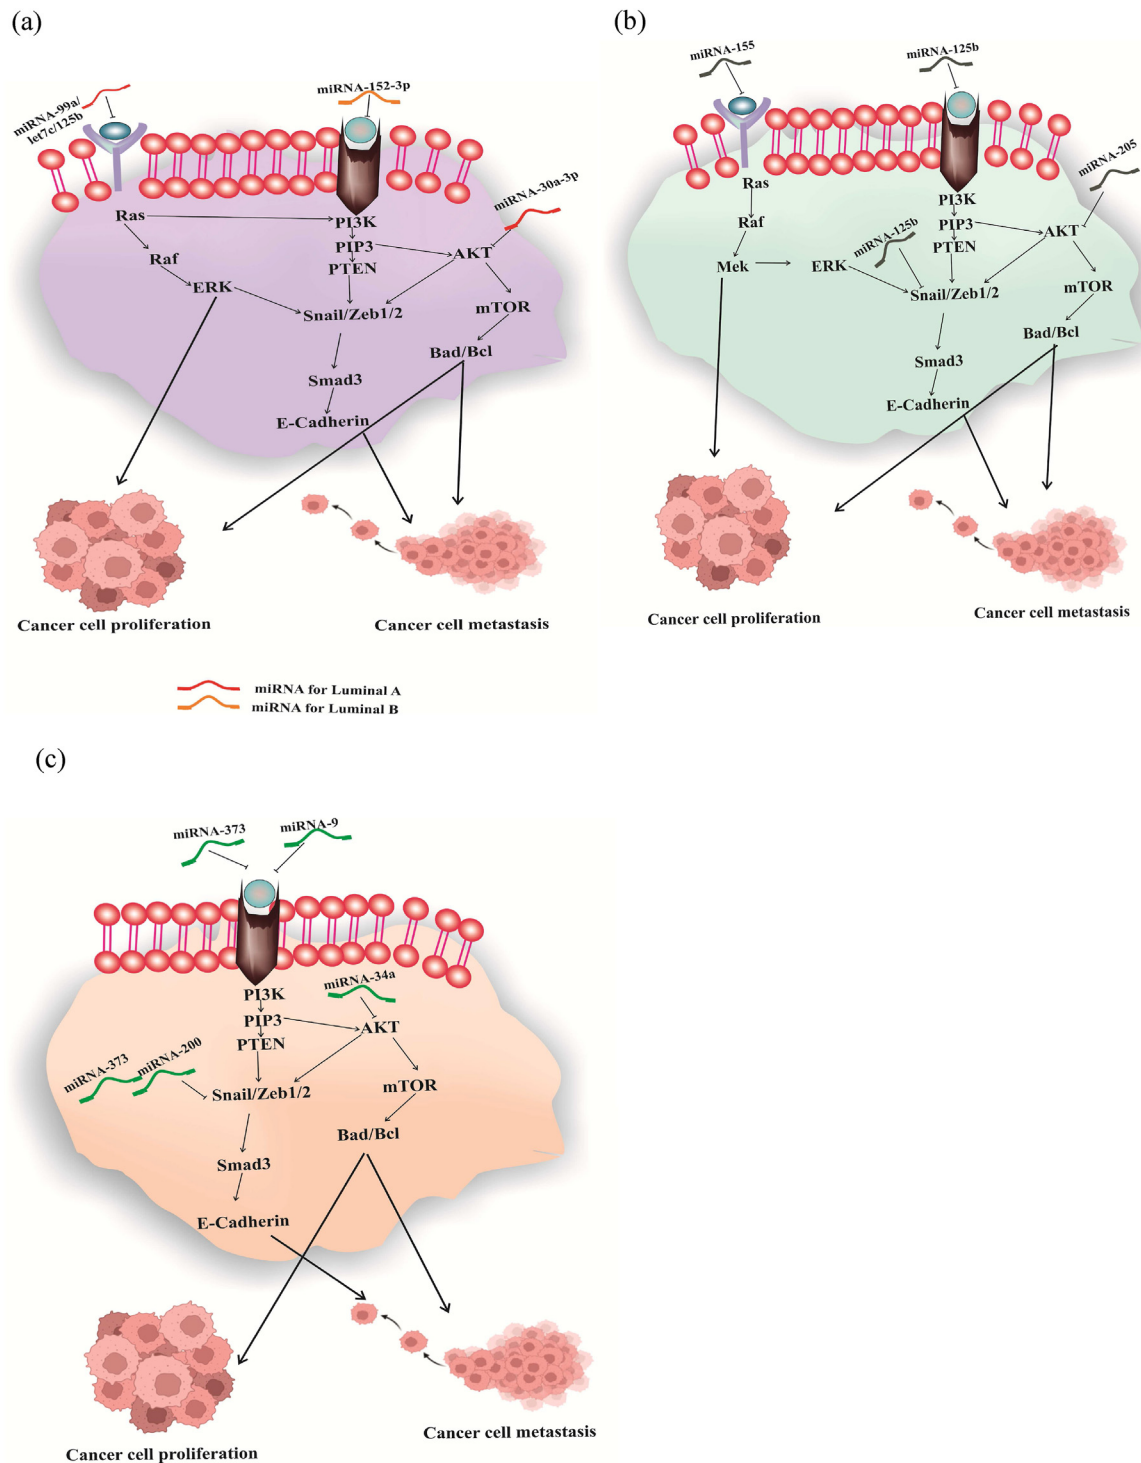 (a)
miRNA-99a/
let7c/125b
miRNA-152-3p
miRNA-30a-3p
Ras
PI3K
Raf
PIP3
AKT
PTEN
ERK
Snail/Zeb1/2
mTOR
Bad/Bcl
Smad3
E-Cadherin
Cancer cell proliferation
Cancer cell metastasis
miRNA for Luminal A
miRNA for Luminal B
(b)
miRNA-155
miRNA-125b
miRNA-205
Ras
PI3K
Raf
PIP3
AKT
miRNA-125b
PTEN
Mek
ERK
Snail/Zeb1/2
mTOR
Bad/Bcl
Smad3
E-Cadherin
Cancer cell proliferation
Cancer cell metastasis
(c)
miRNA-373
miRNA-9
miRNA-34a
PI3K
PIP3
AKT
PTEN
miRNA-373
miRNA-200
Snail/Zeb1/2
mTOR
Bad/Bcl
Smad3
E-Cadherin
Cancer cell proliferation
Cancer cell metastasis